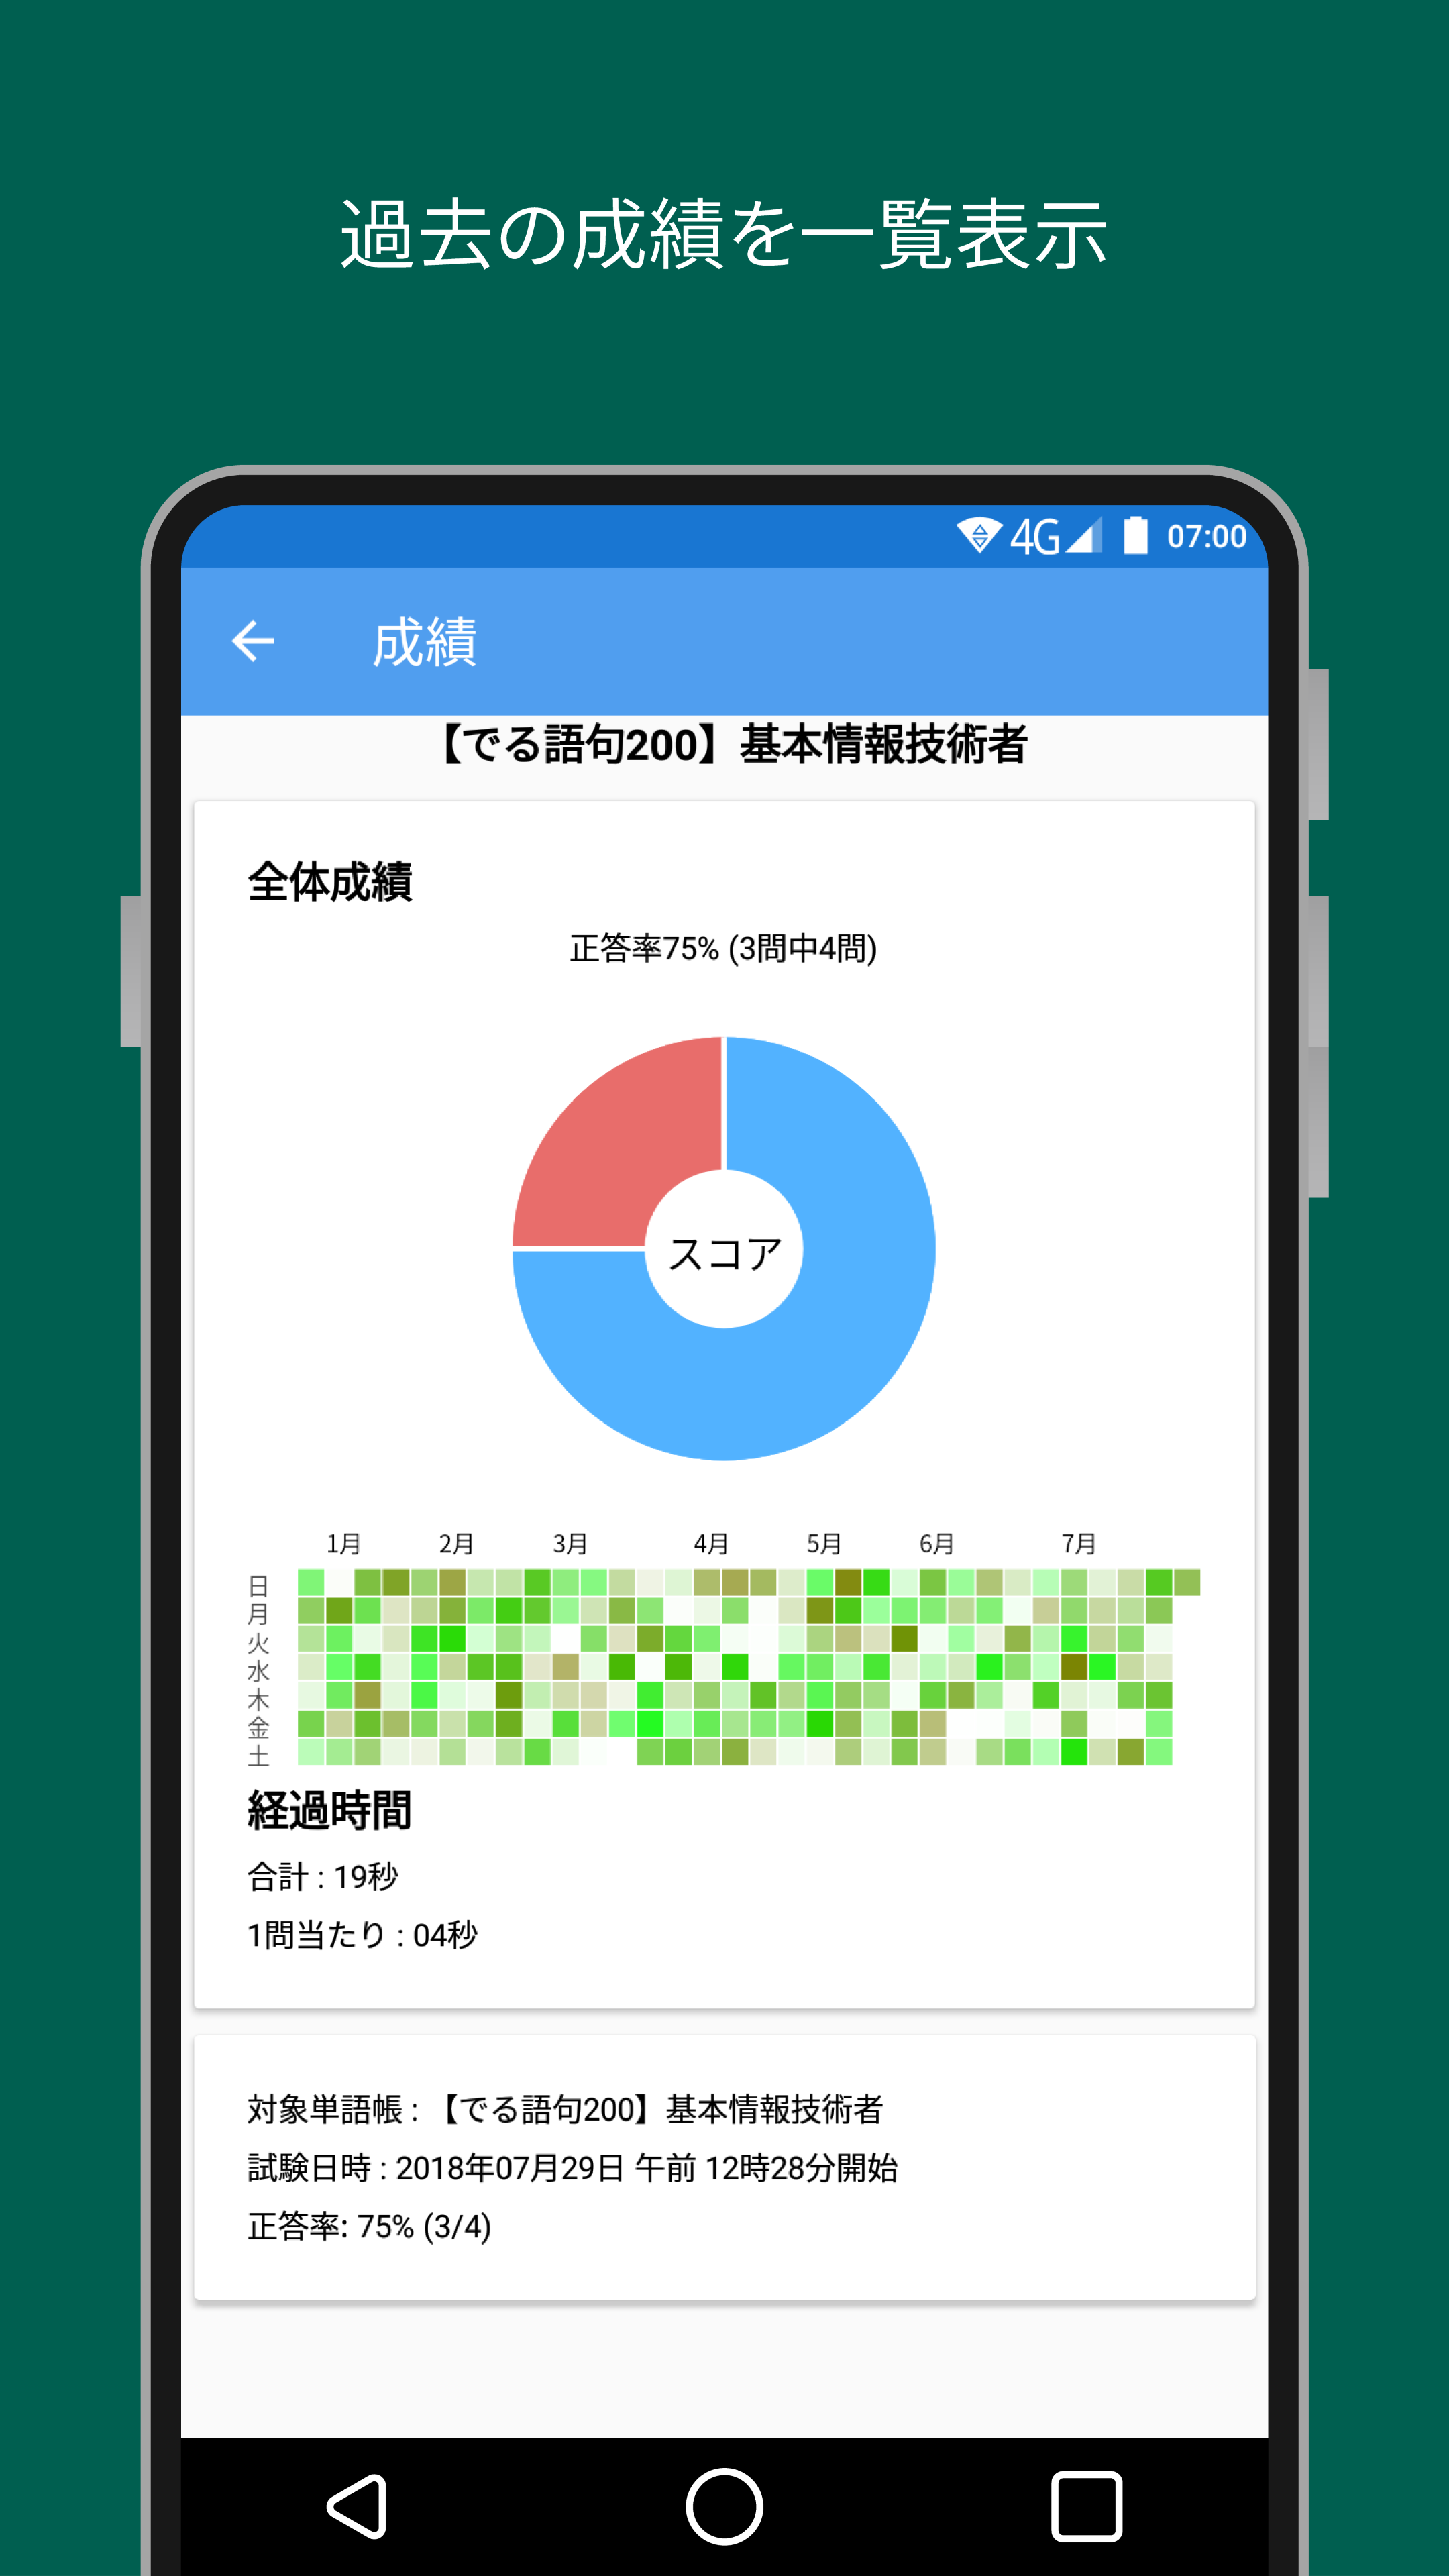 過去の成績を一覧表示
4G 07:00
成績
【でる語句200】基本情報技術者
全体成績
正答率75% (3問中4問)
スコア
1月 2月 3月 4月 5月 6月 7月
日
月
火
水
木
金
土
経過時間
合計 : 19秒
1問当たり : 04秒
対象単語帳 : 【でる語句200】基本情報技術者
試験日時 : 2018年07月29日 午前 12時28分開始
正答率: 75% (3/4)